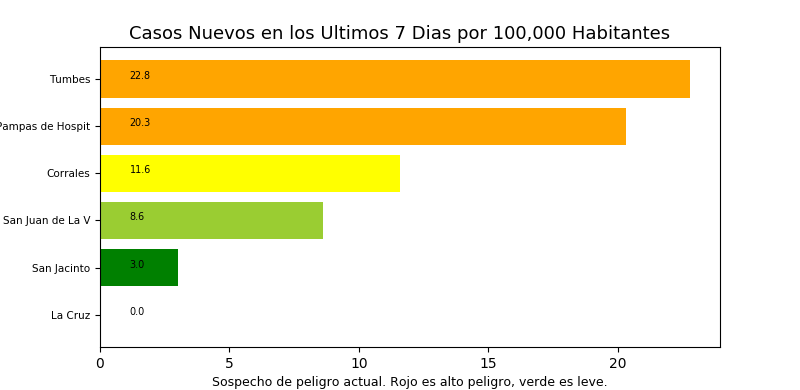 Casos Nuevos en los Ultimos 7 Dias por 100,000 Habitantes
Tumbes 22.8
Pampas de Hospit 20.3
Corrales 11.6
San Juan de La V 8.6
San Jacinto 3.0
La Cruz 0.0
0 5 10 15 20
Sospecho de peligro actual. Rojo es alto peligro, verde es leve.